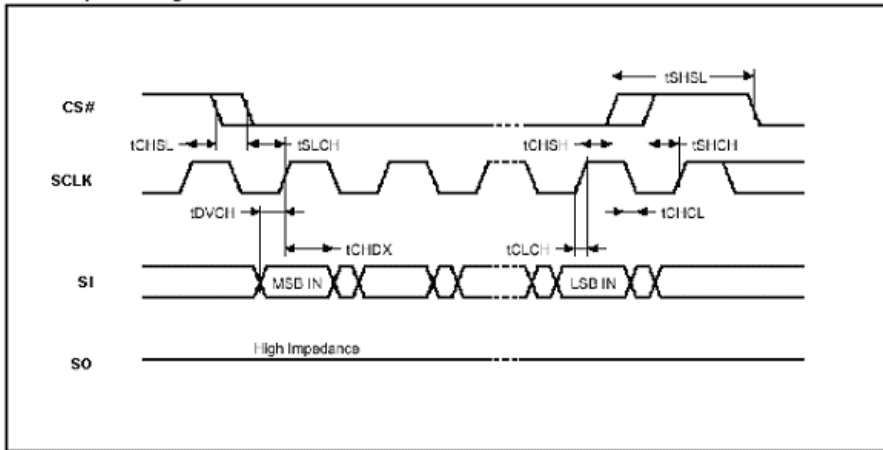 tSHSL
CS#
tCHSL
tSLCH
tCHSH
tSHCH
SCLK
tDVCH
tCHCL
tCHDX
tCLCH
SI
MSB IN
LSB IN
High Impedance
SO